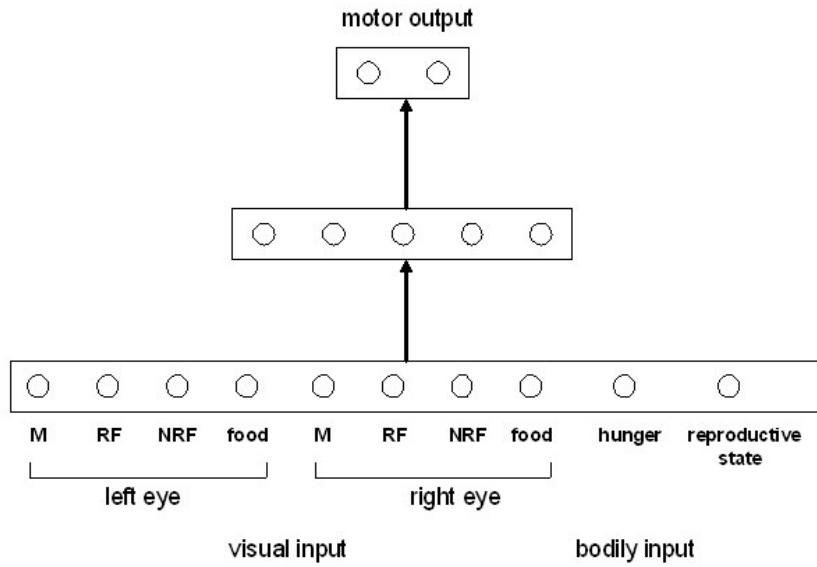 motor output
M RF NRF food M RF NRF food hunger reproductive state
left eye right eye
visual input bodily input